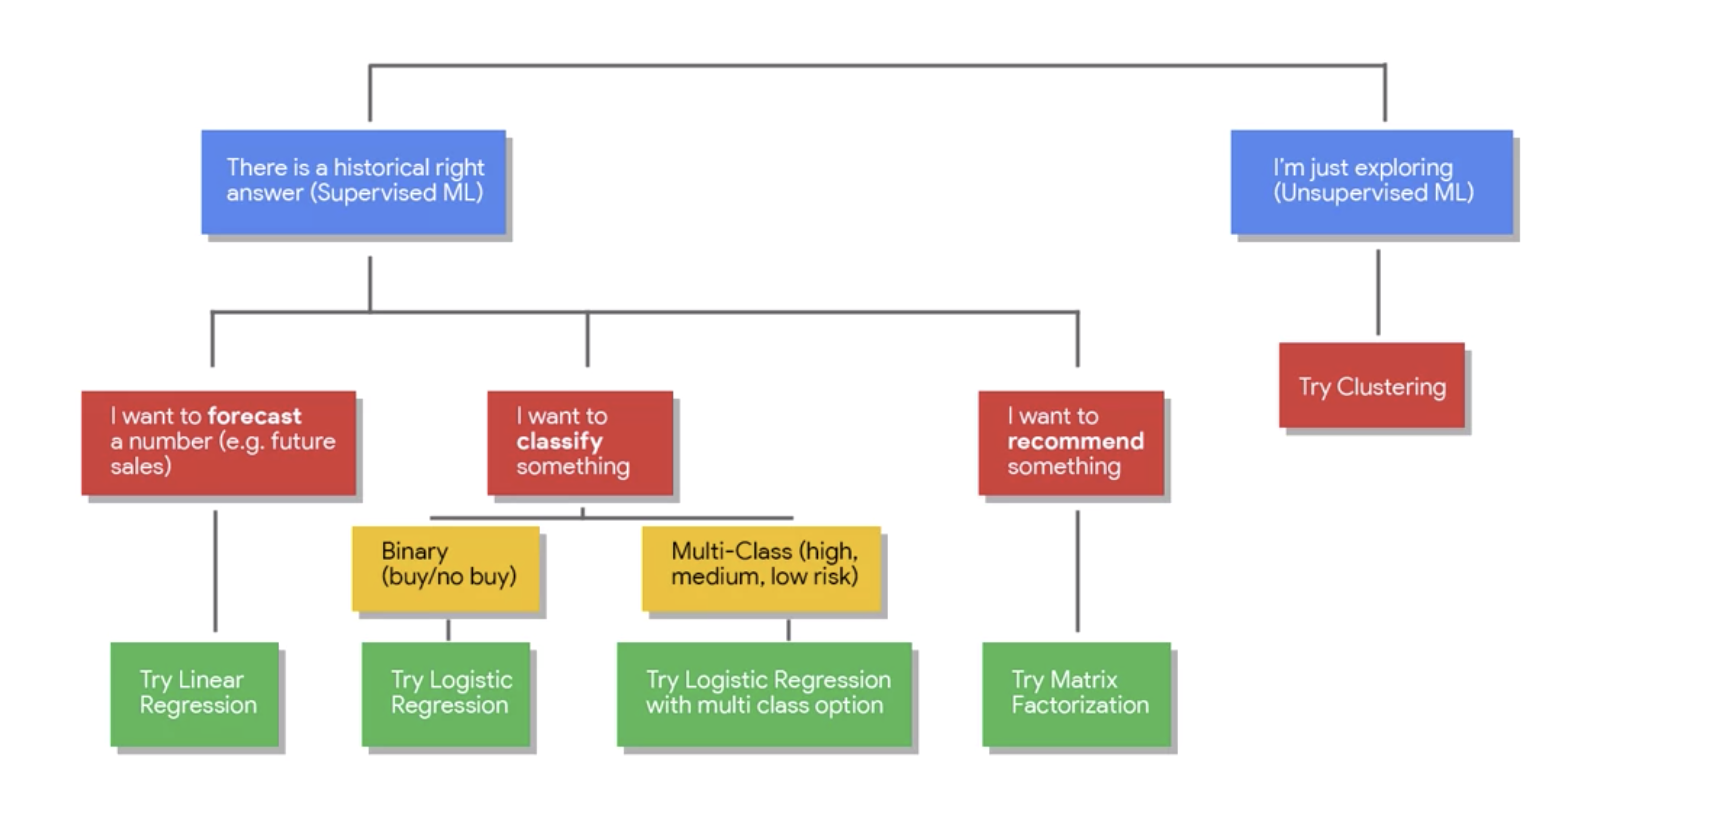 There is a historical right
answer (Supervised ML)
I'm just exploring
(Unsupervised ML)
Try Clustering
I want to forecast
a number (e.g. future
sales)
I want to
classify
something
I want to
recommend
something
Binary
(buy/no buy)
Multi-Class (high,
medium, low risk)
Try Linear
Regression
Try Logistic
Regression
Try Logistic Regression
with multi class option
Try Matrix
Factorization